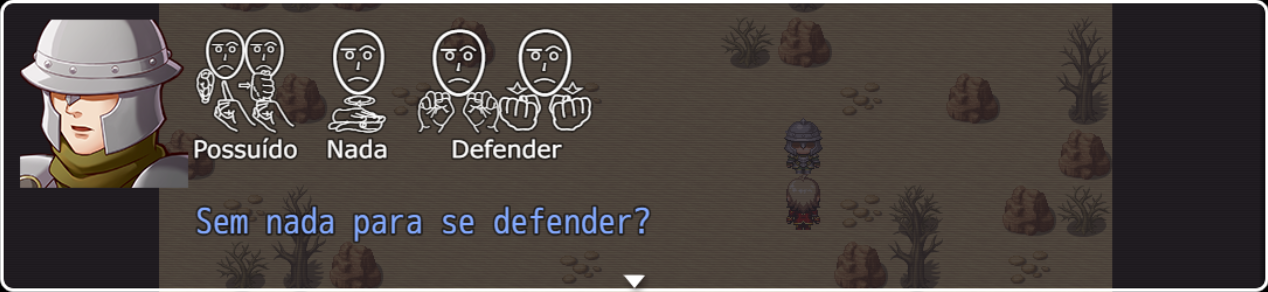 Possuído Nada Defender
Sem nada para se defender?